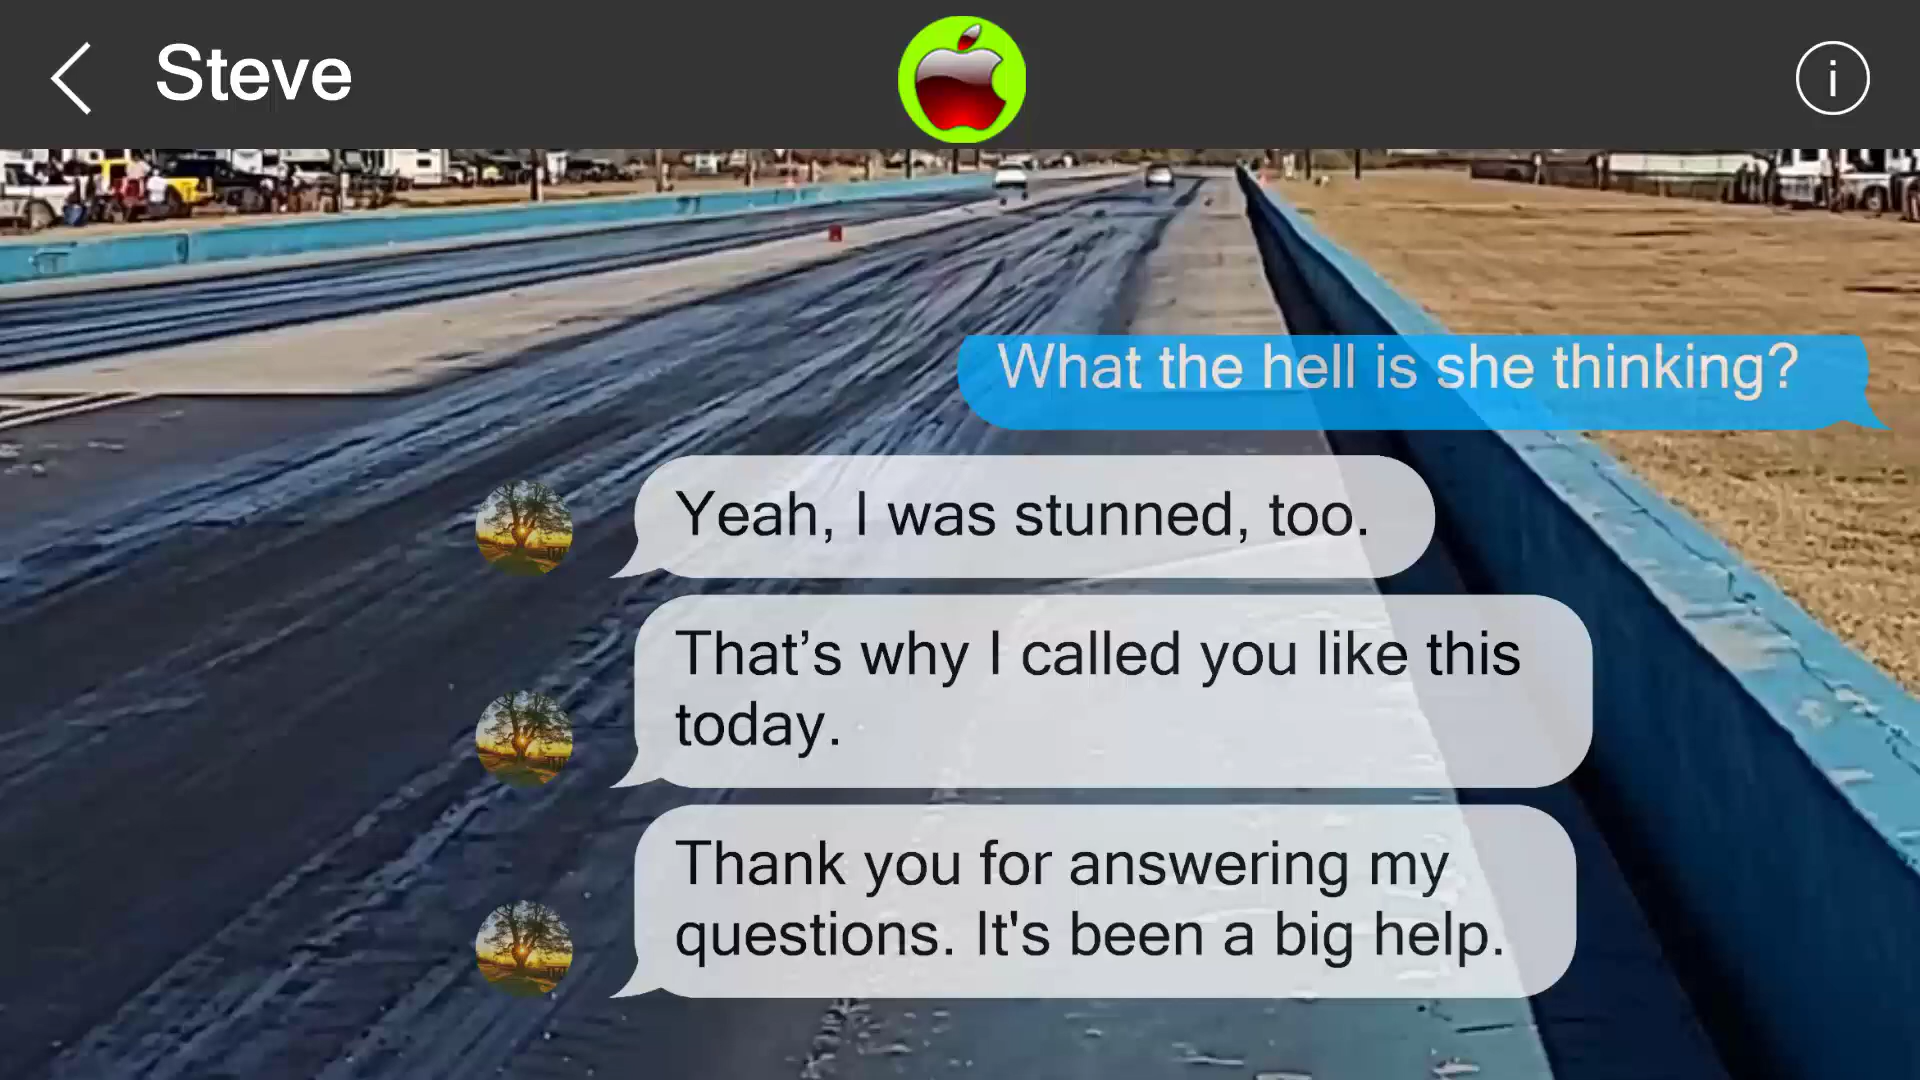 Steve
What the hell is she thinking?
Yeah, I was stunned, too.
That’s why I called you like this
today.
Thank you for answering my
questions. It's been a big help.